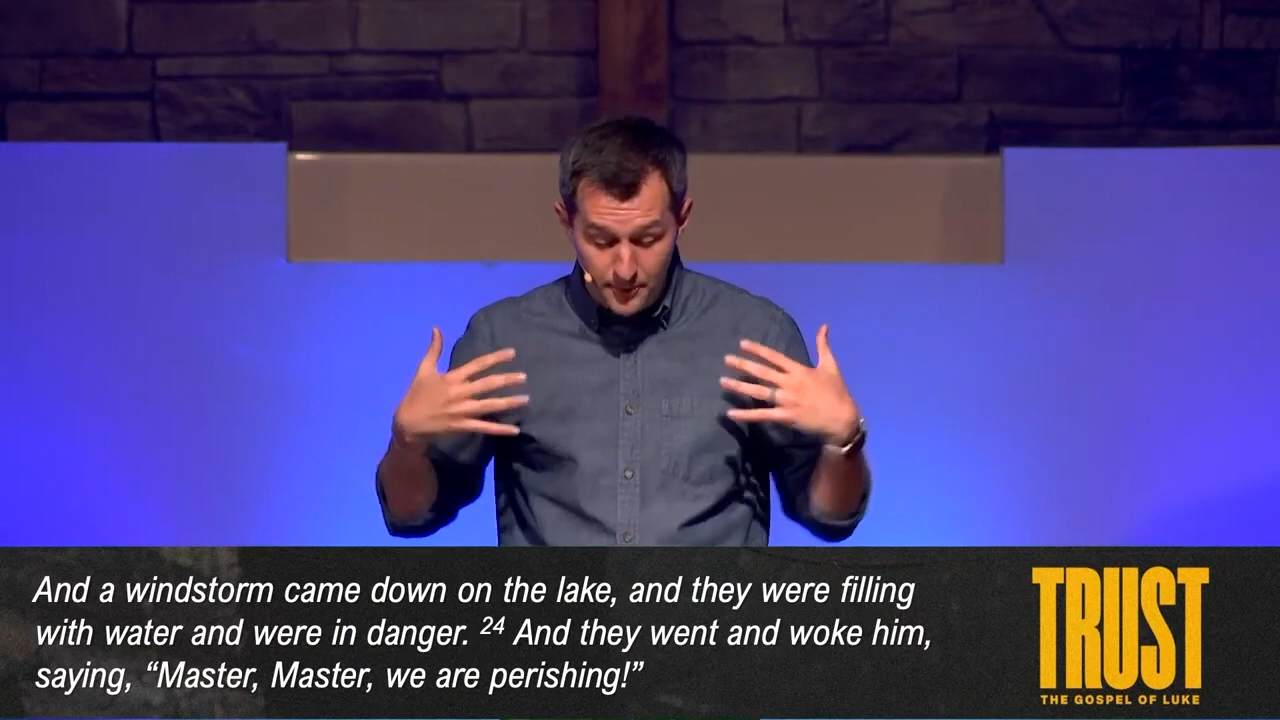 And a windstorm came down on the lake, and they were filling
with water and were in danger. 24 And they went and woke him,
saying, “Master, Master, we are perishing!”
TRUST
THE GOSPEL OF LUKE